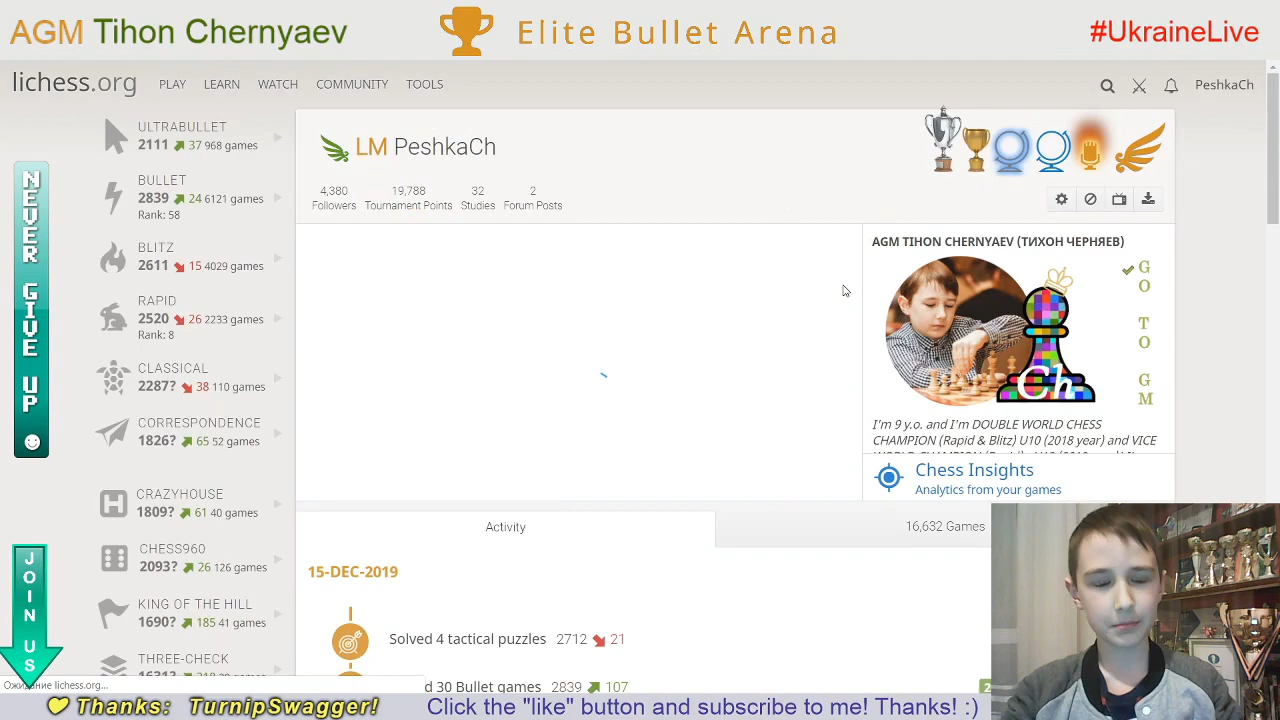 AGM Tihon Chernyaev
Elite Bullet Arena
#UkraineLive
lichess.org
PLAY
LEARN
WATCH
COMMUNITY
TOOLS
PeshkaCh
NEVER GIVE UP
JOIN US
ULTRABULLET
2111 37 968 games
BULLET
2839 24 6121 games
Rank: 58
BLITZ
2611 15 4029 games
RAPID
2520 26 2233 games
Rank: 8
CLASSICAL
2287? 38 110 games
CORRESPONDENCE
1826? 65 52 games
CRAZYHOUSE
1809? 61 40 games
CHESS960
2093? 26 126 games
KING OF THE HILL
1690? 185 41 games
THREE-CHECK
LM PeshkaCh
4,380 19,788 32 2
Followers Tournament Points Studies Forum Posts
AGM TIHON CHERNYAEV (ТИХОН ЧЕРНЯЕВ)
GO TO GM
Ch
I'm 9 y.o. and I'm DOUBLE WORLD CHESS
CHAMPION (Rapid & Blitz) U10 (2018 year) and VICE
Chess Insights
Analytics from your games
Activity
16,632 Games
15-DEC-2019
Solved 4 tactical puzzles 2712 21
d 30 Bullet games 2839 107
2
Ожидание lichess.org...
Thanks: TurnipSwagger!
Click the "like" button and subscribe to me! Thanks! :)